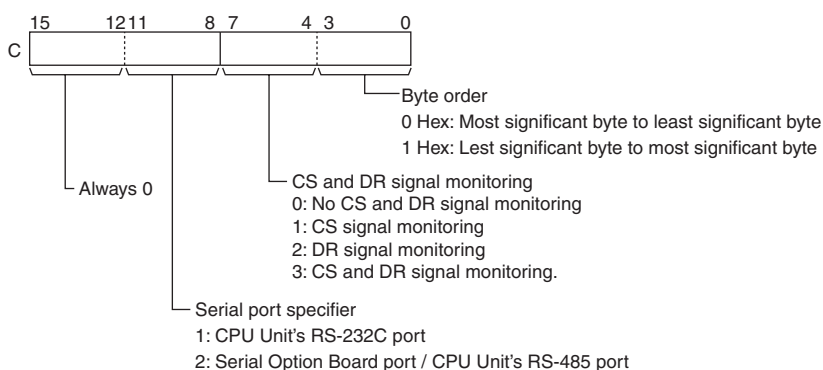 15 12 11 8 7 4 3 0
C
Byte order
0 Hex: Most significant byte to least significant byte
1 Hex: Lest significant byte to most significant byte
Always 0
CS and DR signal monitoring
0: No CS and DR signal monitoring
1: CS signal monitoring
2: DR signal monitoring
3: CS and DR signal monitoring.
Serial port specifier
1: CPU Unit's RS-232C port
2: Serial Option Board port / CPU Unit's RS-485 port